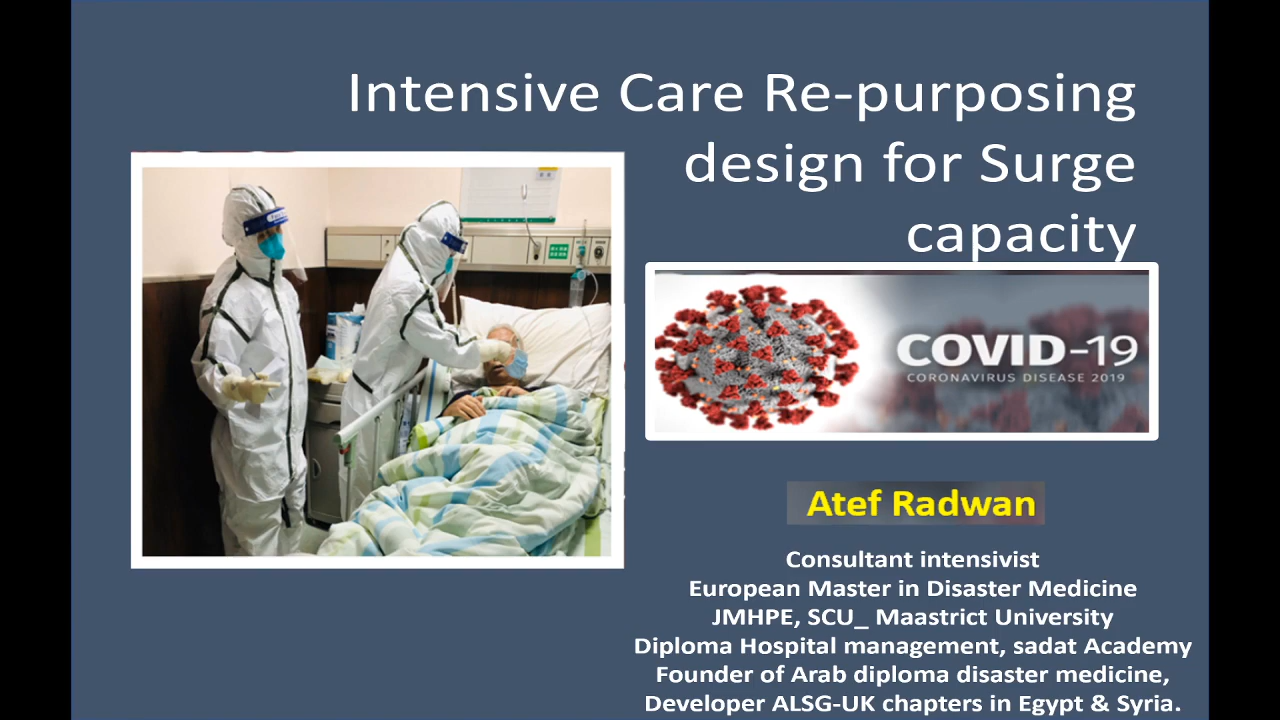 Intensive Care Re-purposing
design for Surge
capacity
COVID-19
CORONAVIRUS DISEASE 2019
Atef Radwan
Consultant intensivist
European Master in Disaster Medicine
JMHPE, SCU_ Maastrict University
Diploma Hospital management, sadat Academy
Founder of Arab diploma disaster medicine,
Developer ALSG-UK chapters in Egypt & Syria.